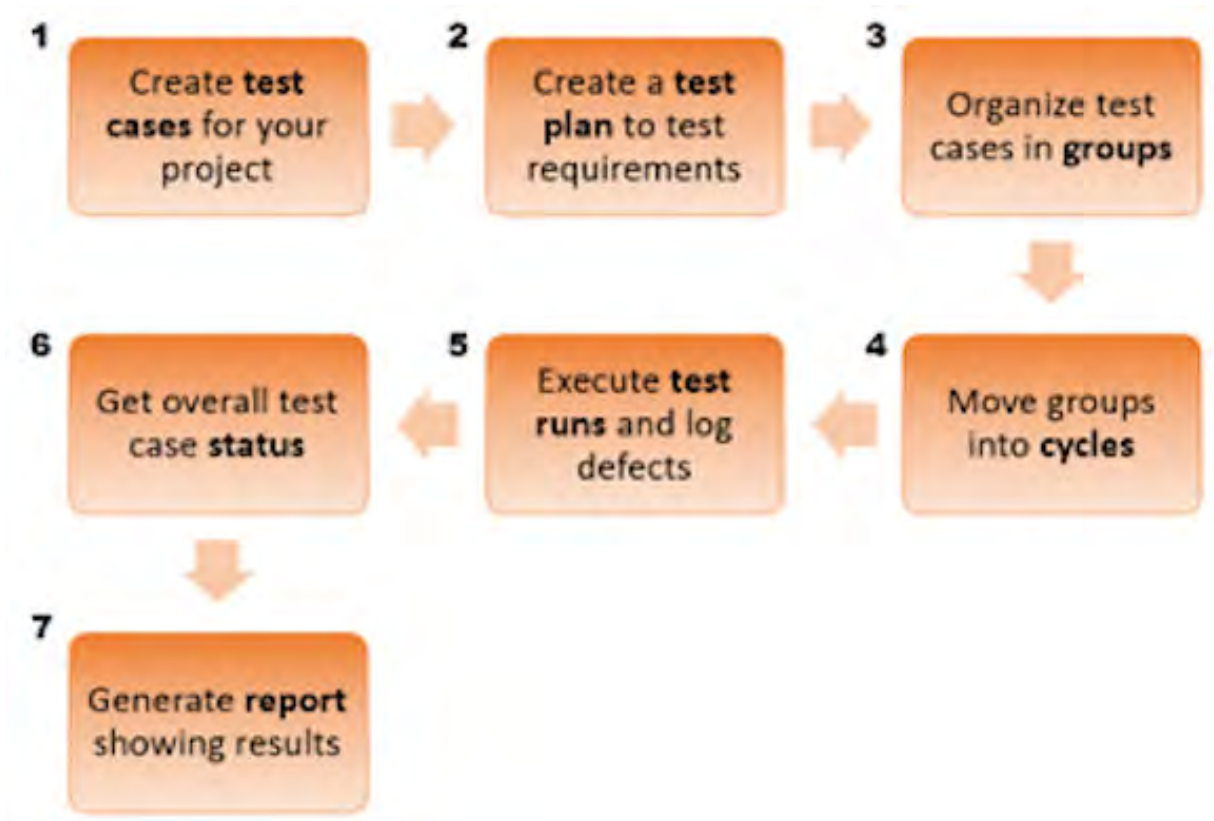 1
Create test
cases for your
project
2
Create a test
plan to test
requirements
3
Organize test
cases in groups
4
Move groups
into cycles
5
Execute test
runs and log
defects
6
Get overall test
case status
7
Generate report
showing results